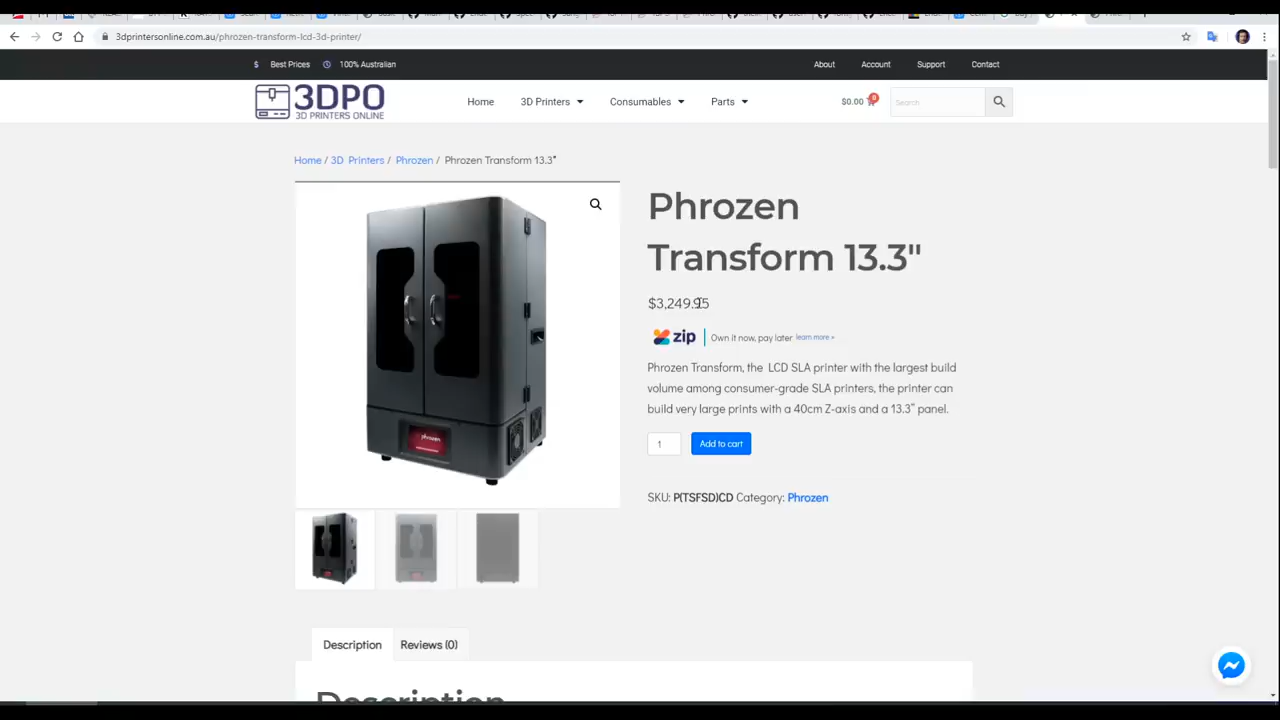 3dprintersonline.com.au/phrozen-transform-lcd-3d-printer/
$ Best Prices 100% Australian
About Account Support Contact
3DPO
3D PRINTERS ONLINE
Home 3D Printers Consumables Parts
$0.00 0
Search
Home / 3D Printers / Phrozen / Phrozen Transform 13.3"
Phrozen
Transform 13.3"
$3,249.95
zip Own it now, pay later learn more »
Phrozen Transform, the LCD SLA printer with the largest build
volume among consumer-grade SLA printers, the printer can
build very large prints with a 40cm Z-axis and a 13.3" panel.
1 Add to cart
SKU: P(TSFSD)CD Category: Phrozen
phrozen
Description Reviews (0)
Description